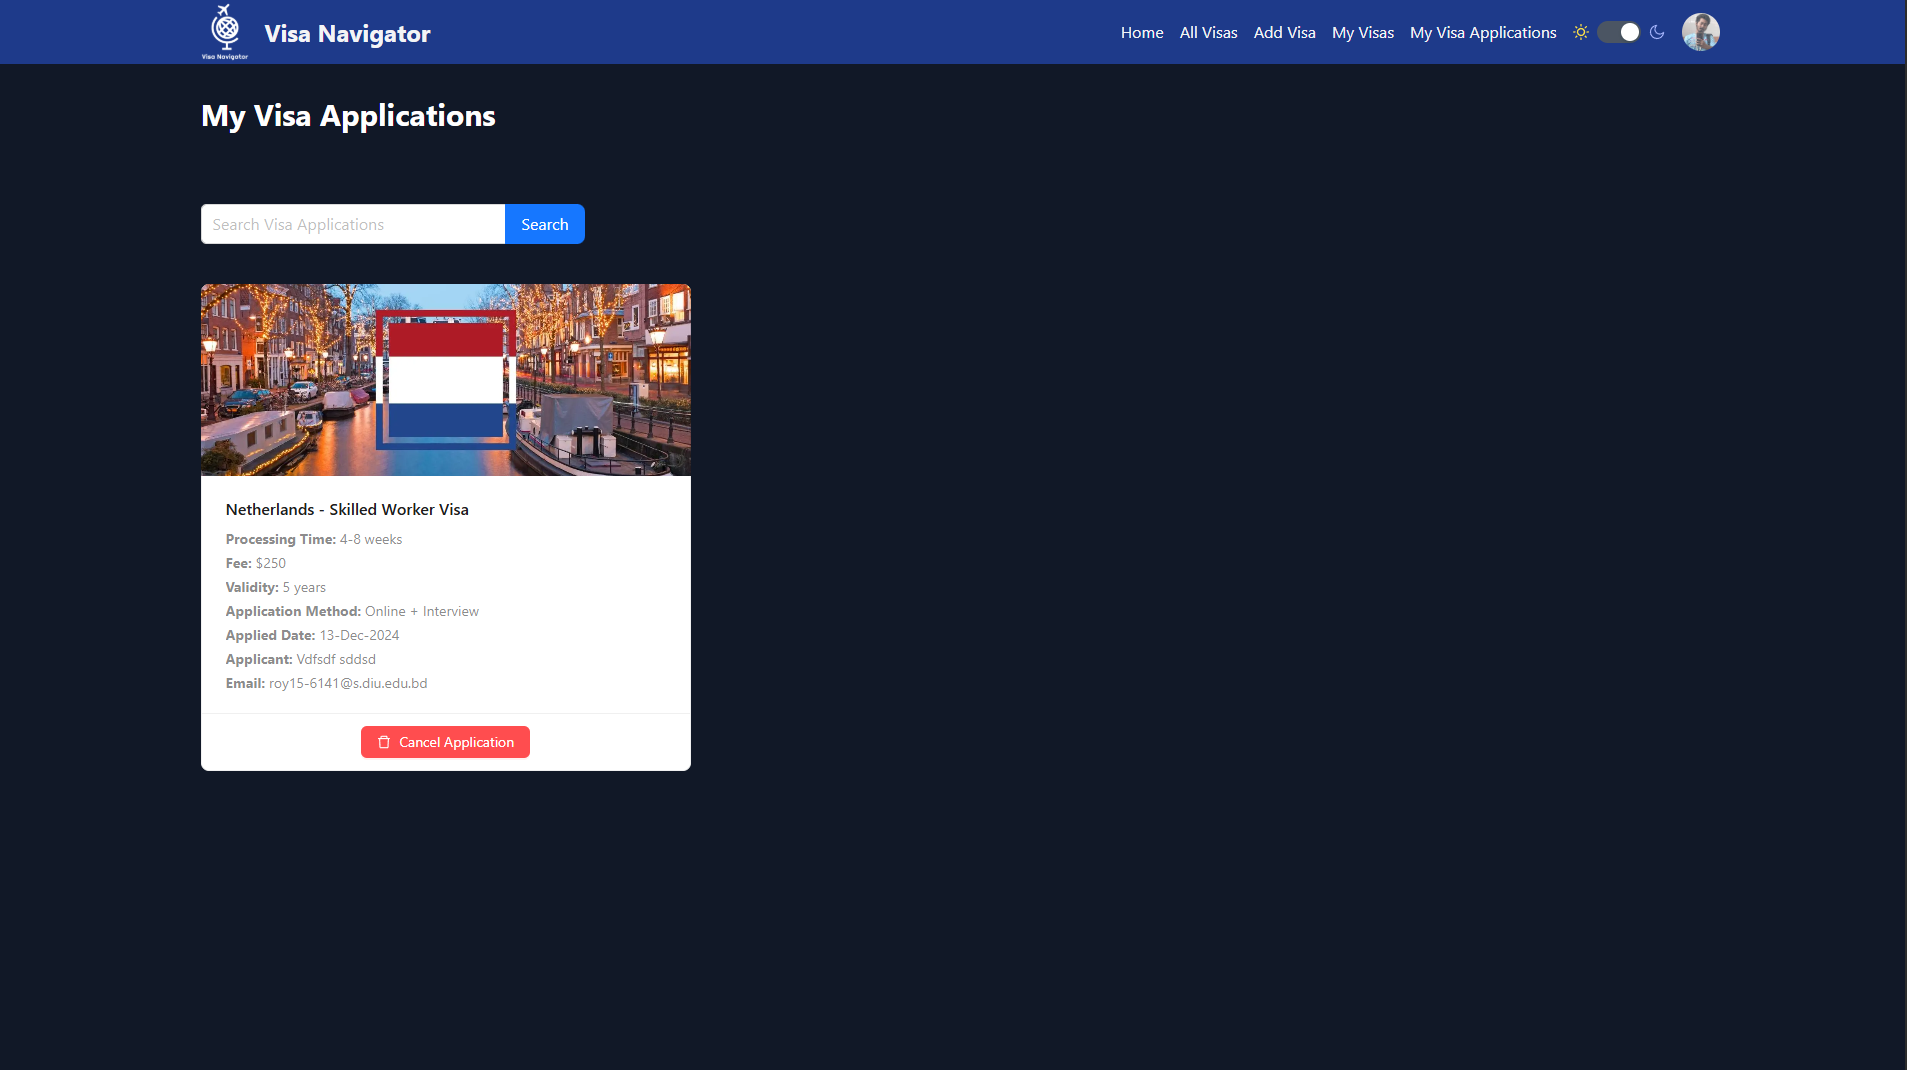 Visa Navigator
Visa Navigator
Home
All Visas
Add Visa
My Visas
My Visa Applications
My Visa Applications
Search Visa Applications
Search
Netherlands - Skilled Worker Visa
Processing Time: 4-8 weeks
Fee: $250
Validity: 5 years
Application Method: Online + Interview
Applied Date: 13-Dec-2024
Applicant: Vdfsdf sddsd
Email: roy15-6141@s.diu.edu.bd
Cancel Application